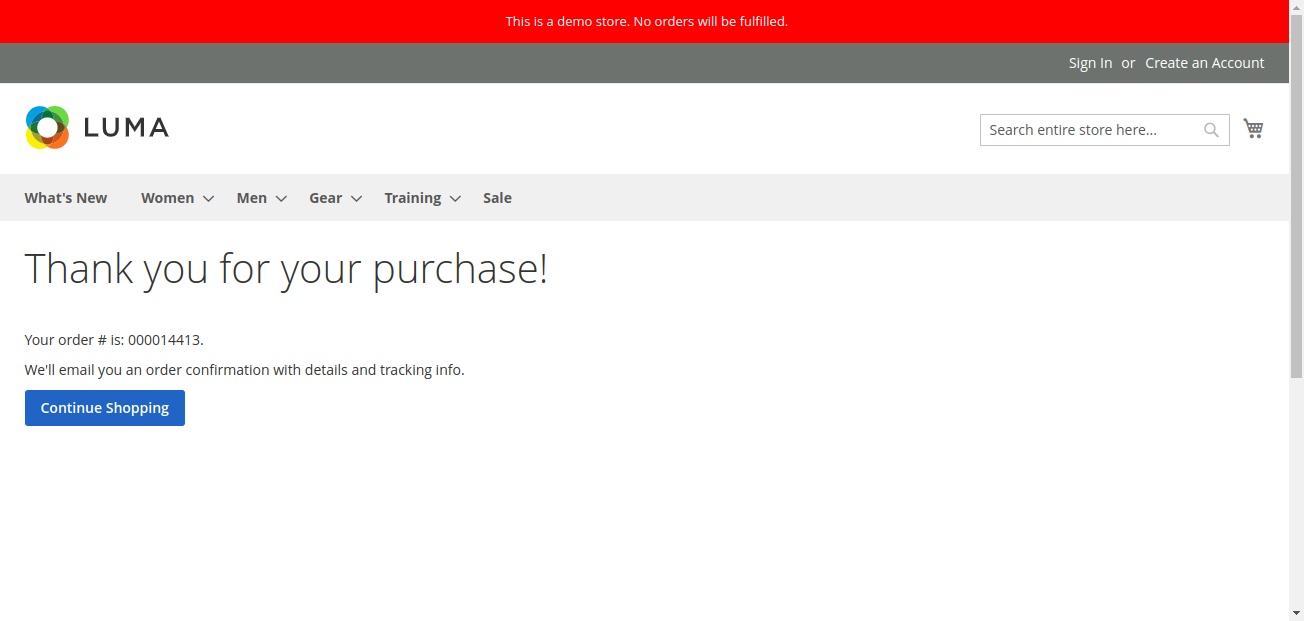 This is a demo store. No orders will be fulfilled.
Sign In or Create an Account
LUMA
Search entire store here...
What's New Women Men Gear Training Sale
Thank you for your purchase!
Your order # is: 000014413.
We'll email you an order confirmation with details and tracking info.
Continue Shopping